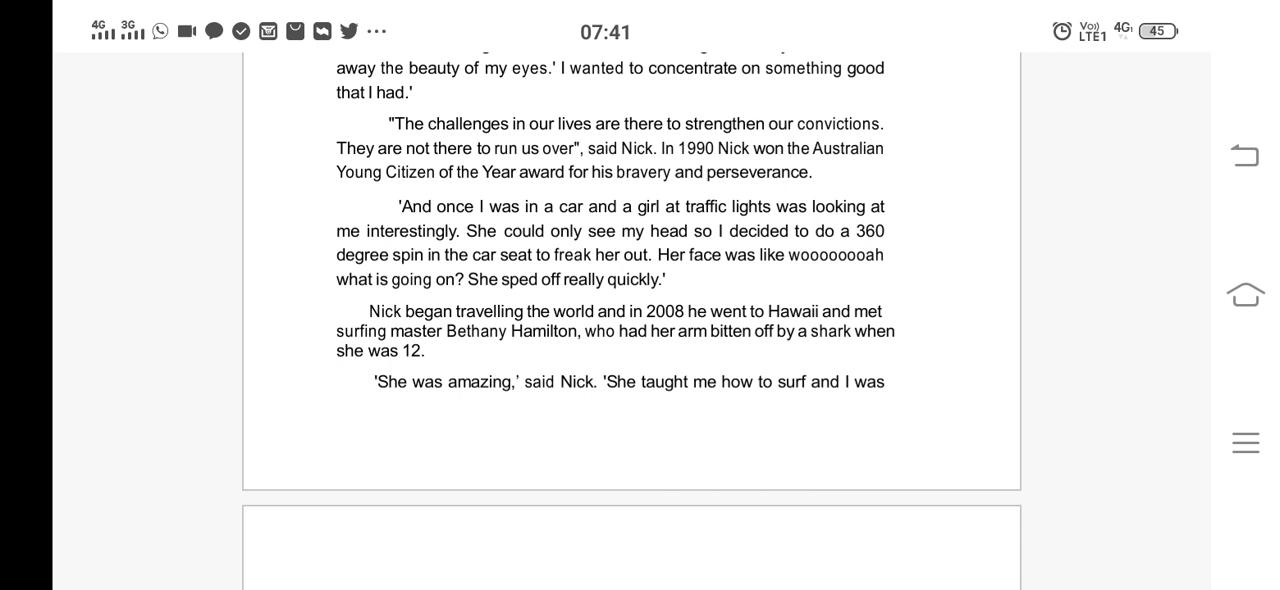 4G 3G 07:41 Vo)) LTE1 4G 45
away the beauty of my eyes.' I wanted to concentrate on something good
that I had.'
"The challenges in our lives are there to strengthen our convictions.
They are not there to run us over", said Nick. In 1990 Nick won the Australian
Young Citizen of the Year award for his bravery and perseverance.
'And once I was in a car and a girl at traffic lights was looking at
me interestingly. She could only see my head so I decided to do a 360
degree spin in the car seat to freak her out. Her face was like woooooooah
what is going on? She sped off really quickly.'
Nick began travelling the world and in 2008 he went to Hawaii and met
surfing master Bethany Hamilton, who had her arm bitten off by a shark when
she was 12.
'She was amazing,’ said Nick. 'She taught me how to surf and I was